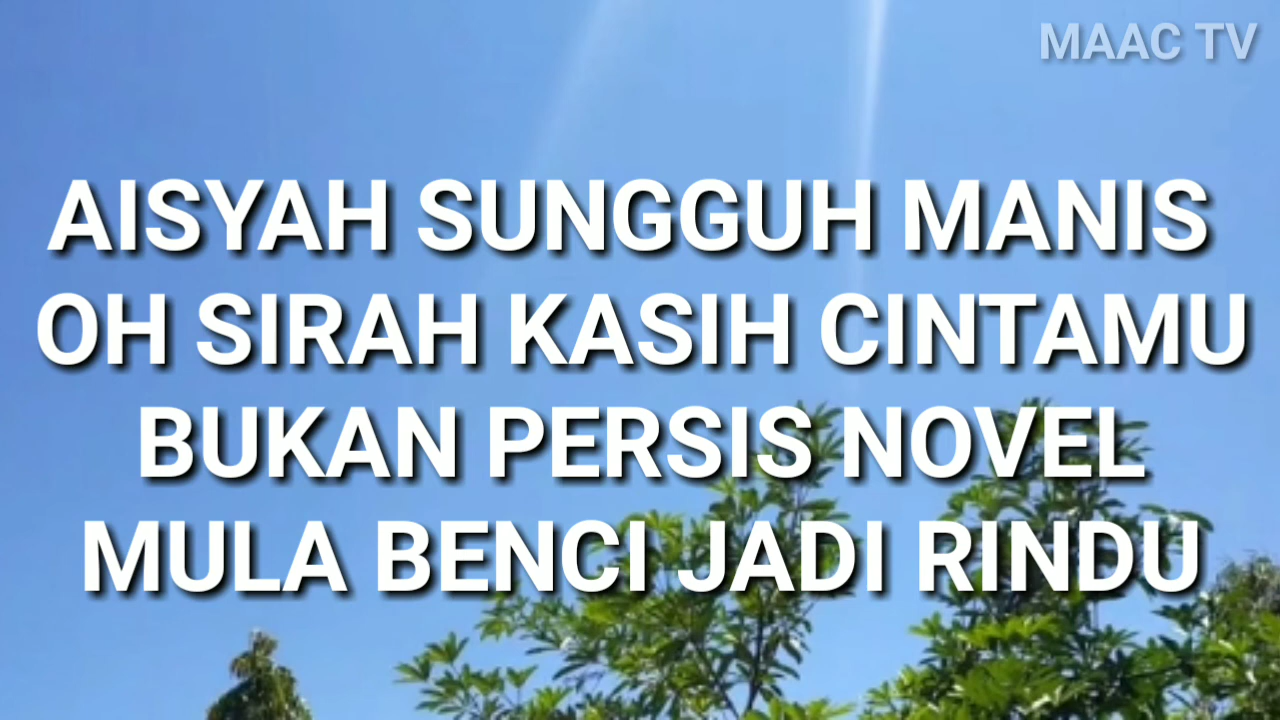 MAAC TV
AISYAH SUNGGUH MANIS
OH SIRAH KASIH CINTAMU
BUKAN PERSIS NOVEL
MULA BENCI JADI RINDU